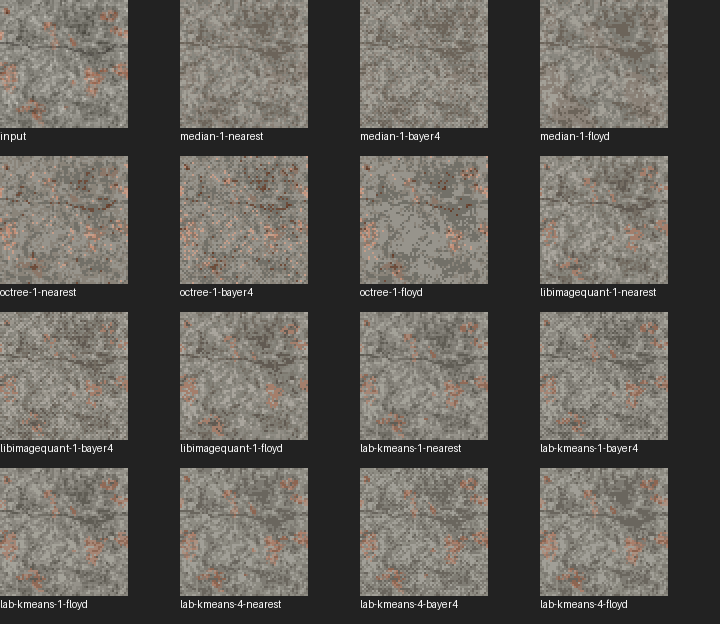 input
median-1-nearest
median-1-bayer4
median-1-floyd
octree-1-nearest
octree-1-bayer4
octree-1-floyd
libimagequant-1-nearest
libimagequant-1-bayer4
libimagequant-1-floyd
lab-kmeans-1-nearest
lab-kmeans-1-bayer4
lab-kmeans-1-floyd
lab-kmeans-4-nearest
lab-kmeans-4-bayer4
lab-kmeans-4-floyd